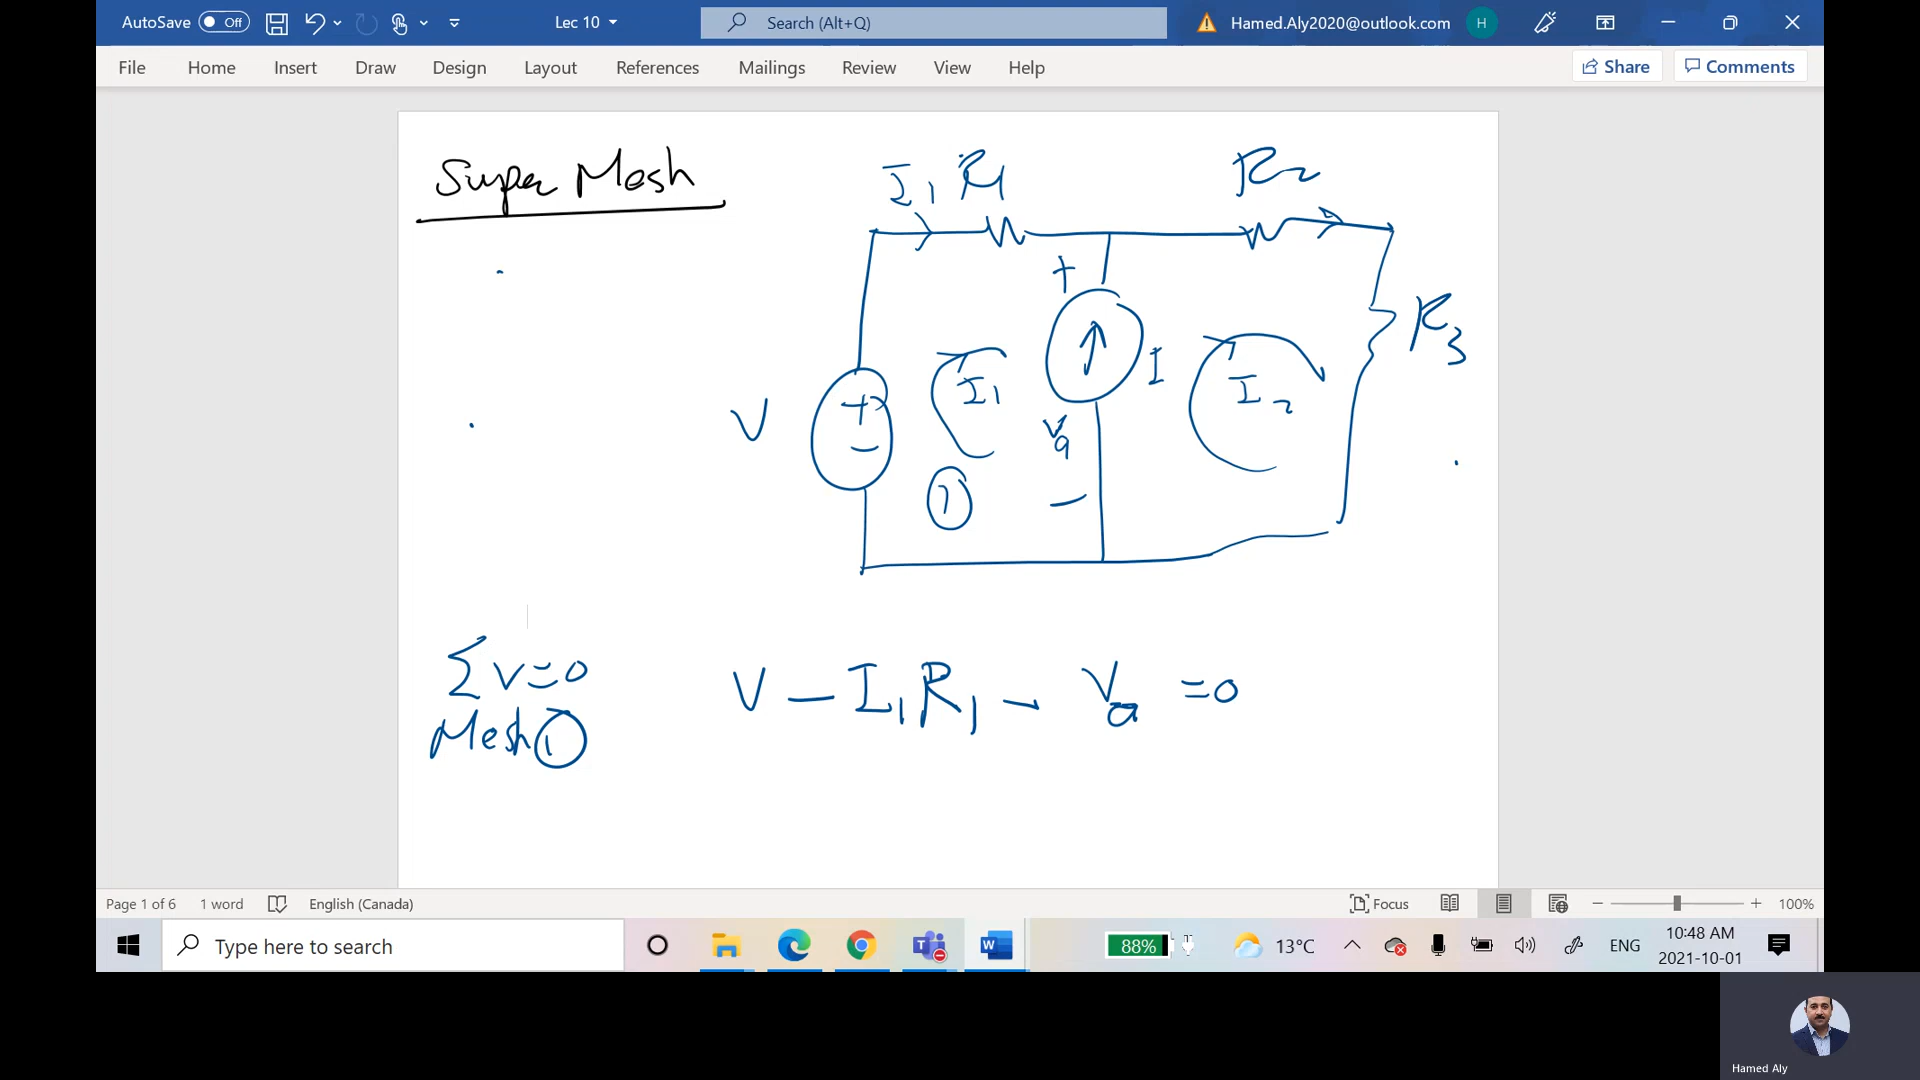 AutoSave Off Lec 10 Search (Alt+Q) Hamed.Aly2020@outlook.com H
File Home Insert Draw Design Layout References Mailings Review View Help Share Comments
Super Mesh
I1 R1 R2
+
I
R3
V
+
-
I1
Va
-
I2
1
Σv=0
Mesh 1
V - I1R1 - Va = 0
Page 1 of 6 1 word English (Canada) Focus - + 100%
Type here to search 88% 13°C ENG 10:48 AM
2021-10-01
Hamed Aly